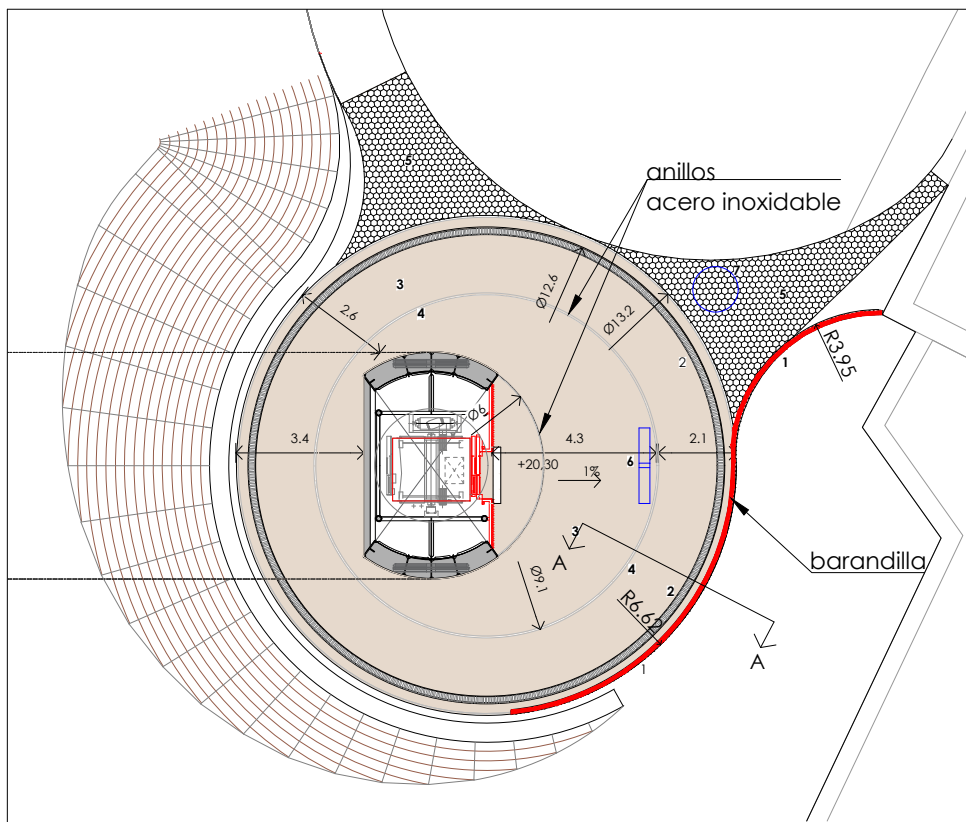 5
anillos
acero inoxidable
3
4
2.6
Ø12.6
Ø13.2
5
2
1
R3.95
Ø6
3.4
4.3
2.1
+20,30
1%
6
3
A
4
Ø9.1
2
barandilla
R6.62
A
1